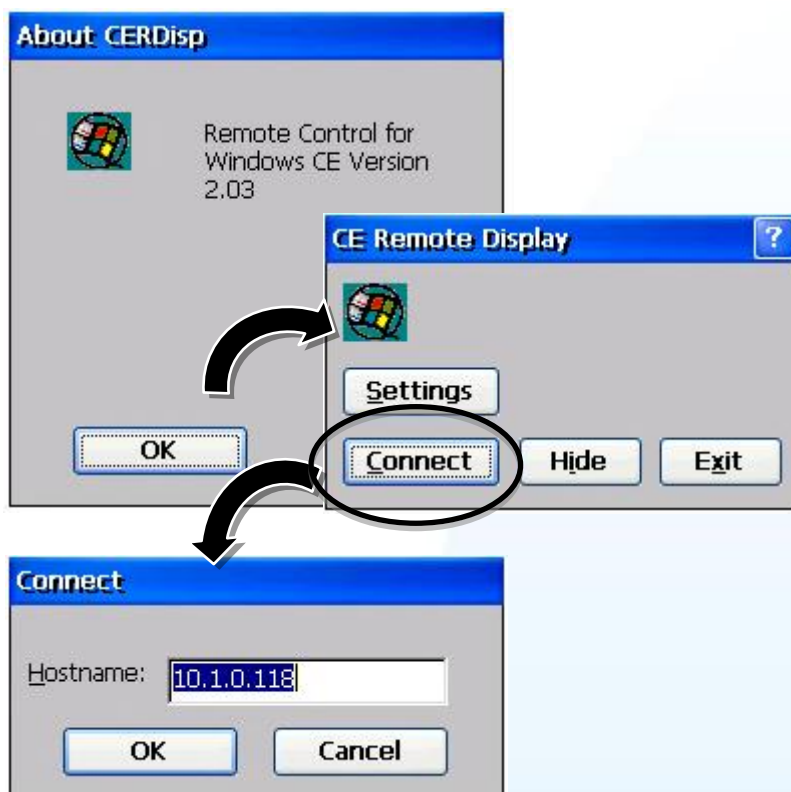 About CERDisp
Remote Control for
Windows CE Version
2.03
OK
CE Remote Display
?
Settings
Connect
Hide
Exit
Connect
Hostname:
10.1.0.118
OK
Cancel